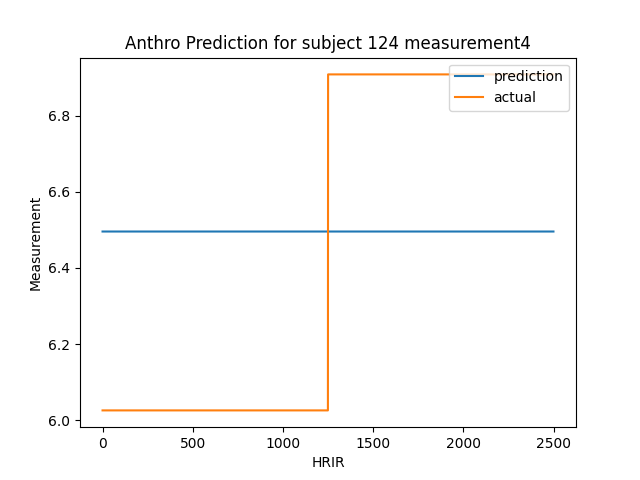 Anthro Prediction for subject 124 measurement4
prediction
actual
6.8
6.6
6.4
6.2
6.0
Measurement
0 500 1000 1500 2000 2500
HRIR